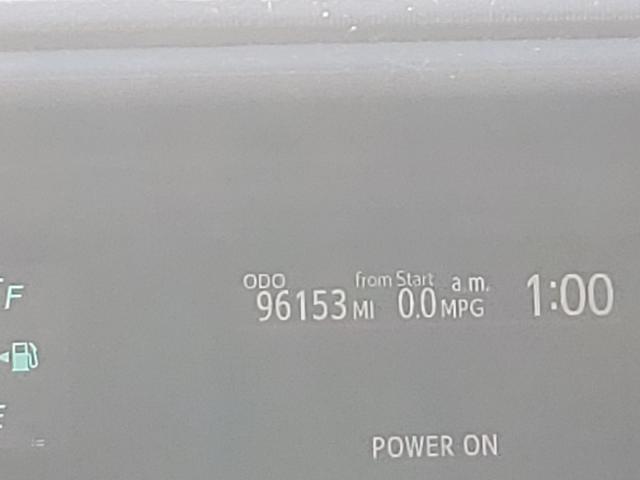 F
ODO from Start a.m.
96153 MI 0.0 MPG 1:00
E
POWER ON